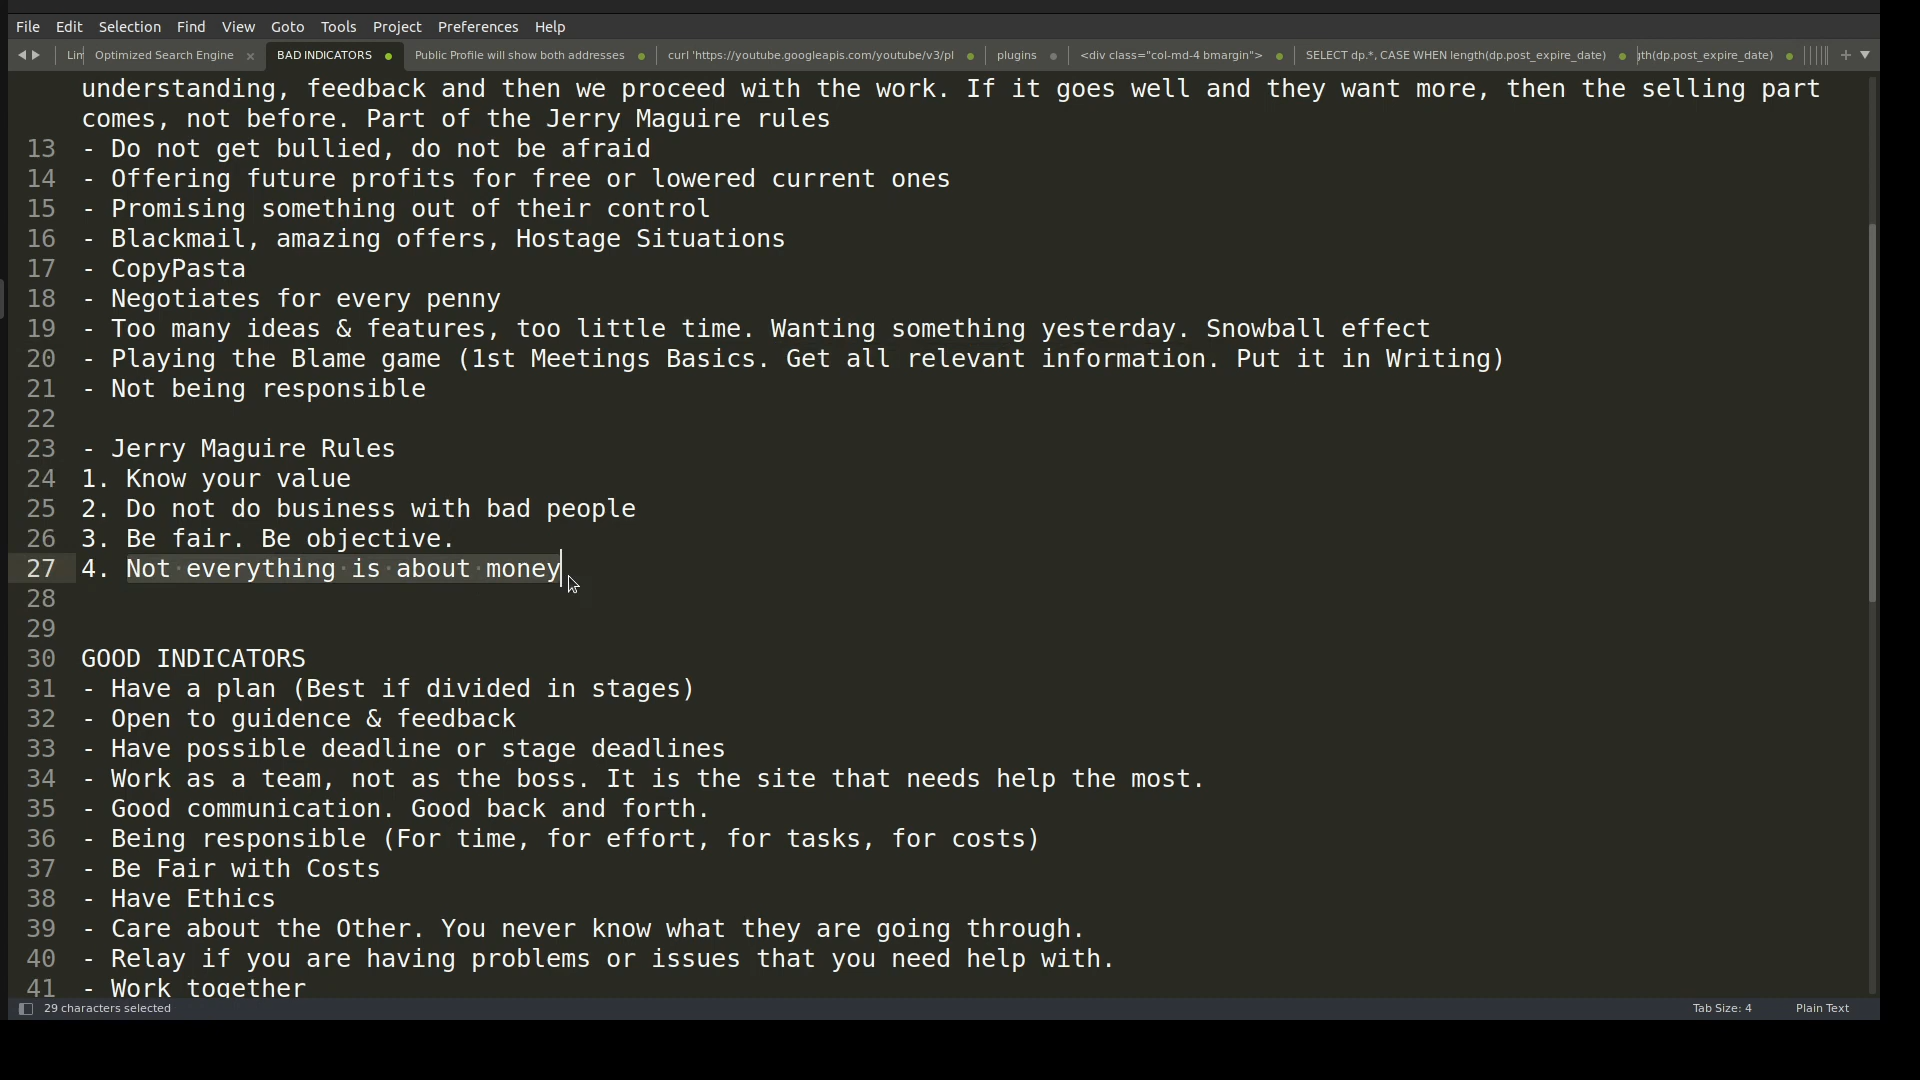 File Edit Selection Find View Goto Tools Project Preferences Help
Lin Optimized Search Engine × BAD INDICATORS Public Profile will show both addresses curl 'https://youtube.googleapis.com/youtube/v3/pl plugins <div class="col-md-4 bmargin"> SELECT dp.*, CASE WHEN length(dp.post_expire_date) jth(dp.post_expire_date) +
understanding, feedback and then we proceed with the work. If it goes well and they want more, then the selling part
comes, not before. Part of the Jerry Maguire rules
13 - Do not get bullied, do not be afraid
14 - Offering future profits for free or lowered current ones
15 - Promising something out of their control
16 - Blackmail, amazing offers, Hostage Situations
17 - CopyPasta
18 - Negotiates for every penny
19 - Too many ideas & features, too little time. Wanting something yesterday. Snowball effect
20 - Playing the Blame game (1st Meetings Basics. Get all relevant information. Put it in Writing)
21 - Not being responsible
22
23 - Jerry Maguire Rules
24 1. Know your value
25 2. Do not do business with bad people
26 3. Be fair. Be objective.
27 4. Not everything is about money
28
29
30 GOOD INDICATORS
31 - Have a plan (Best if divided in stages)
32 - Open to guidence & feedback
33 - Have possible deadline or stage deadlines
34 - Work as a team, not as the boss. It is the site that needs help the most.
35 - Good communication. Good back and forth.
36 - Being responsible (For time, for effort, for tasks, for costs)
37 - Be Fair with Costs
38 - Have Ethics
39 - Care about the Other. You never know what they are going through.
40 - Relay if you are having problems or issues that you need help with.
41 - Work together
29 characters selected Tab Size: 4 Plain Text